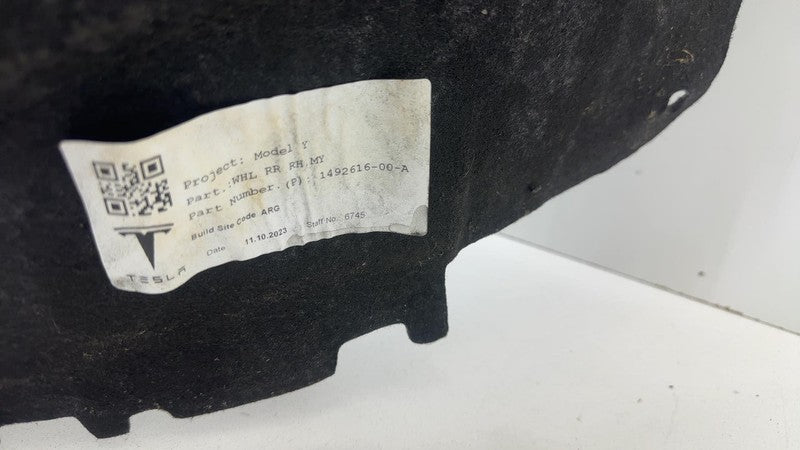 Project: Model Y
Part.:WHL RR RH,MY
Part Number.(P): 1492616-00-A
Build Site Code ARG
Date 11.10.2023 Staff No.: 6745
TESLA